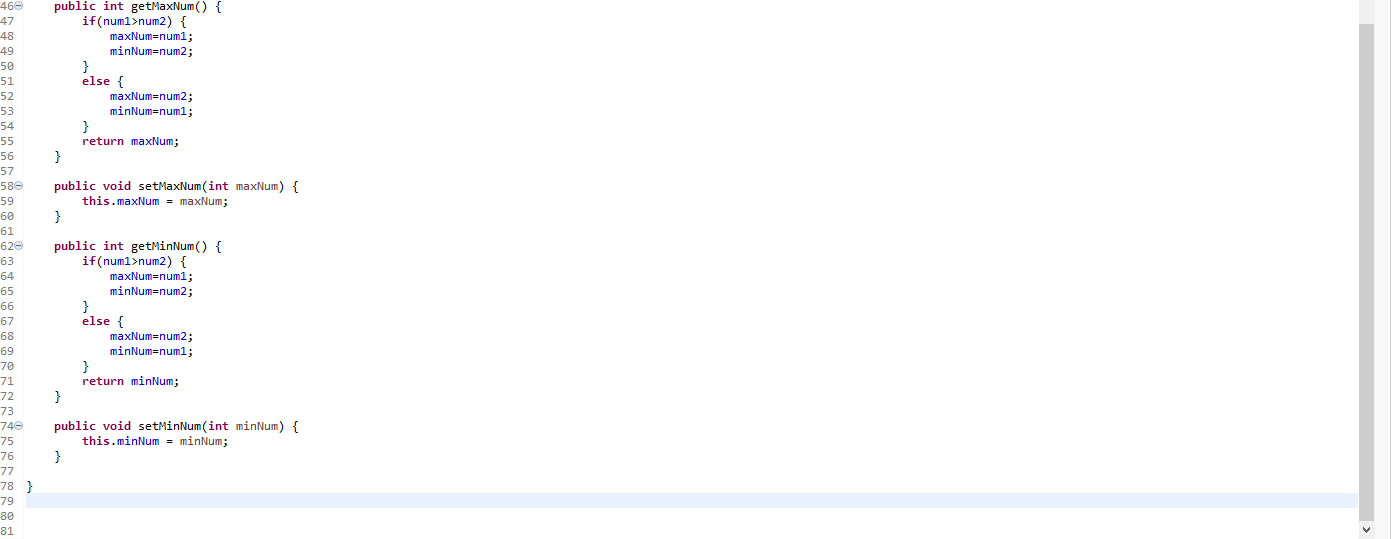 46 public int getMaxNum() {
47 if(num1>num2) {
48 maxNum=num1;
49 minNum=num2;
50 }
51 else {
52 maxNum=num2;
53 minNum=num1;
54 }
55 return maxNum;
56 }
57
58 public void setMaxNum(int maxNum) {
59 this.maxNum = maxNum;
60 }
61
62 public int getMinNum() {
63 if(num1>num2) {
64 maxNum=num1;
65 minNum=num2;
66 }
67 else {
68 maxNum=num2;
69 minNum=num1;
70 }
71 return minNum;
72 }
73
74 public void setMinNum(int minNum) {
75 this.minNum = minNum;
76 }
77
78 }
79
80
81